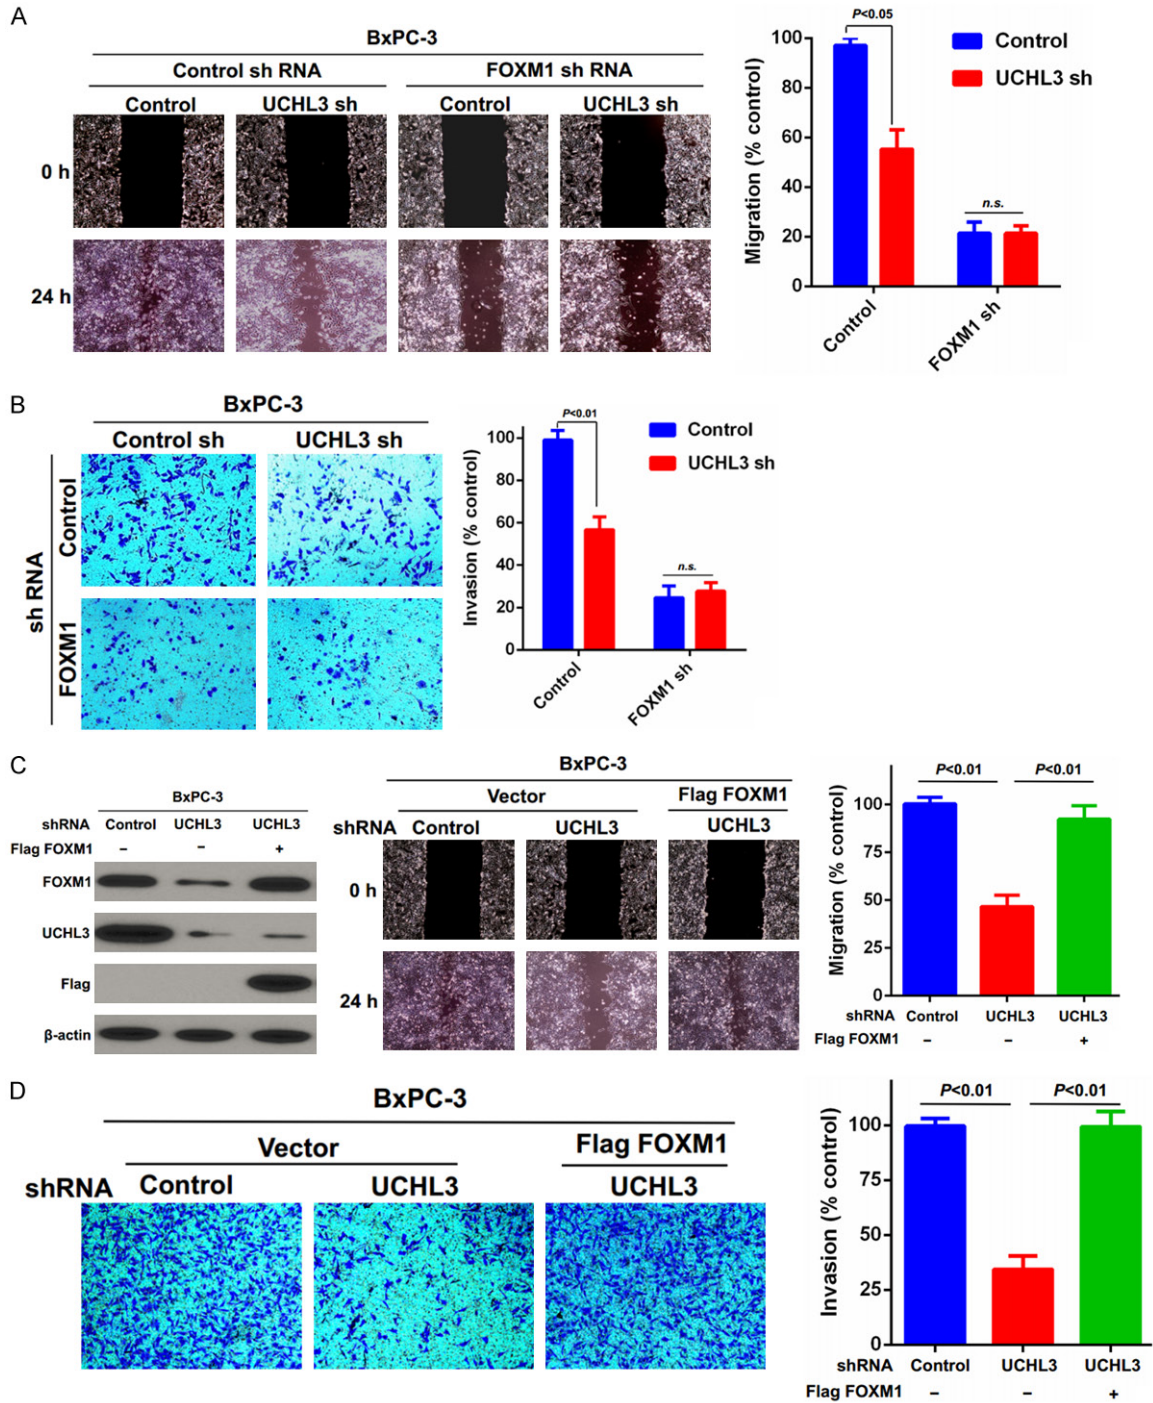 A
BxPC-3
Control sh RNA FOXM1 sh RNA
Control UCHL3 sh Control UCHL3 sh
0 h
24 h
P<0.05
Control
UCHL3 sh
n.s.
Migration (% control)
100
80
60
40
20
0
Control FOXM1 sh
B
BxPC-3
Control sh UCHL3 sh
sh RNA
Control
FOXM1
P<0.01
Control
UCHL3 sh
n.s.
Invasion (% control)
100
80
60
40
20
0
Control FOXM1 sh
C
BxPC-3
shRNA Control UCHL3 UCHL3
Flag FOXM1 – – +
FOXM1
UCHL3
Flag
β-actin
BxPC-3
Vector Flag FOXM1
shRNA Control UCHL3 UCHL3
0 h
24 h
P<0.01 P<0.01
Migration (% control)
100
75
50
25
0
shRNA Control UCHL3 UCHL3
Flag FOXM1 – – +
D
BxPC-3
Vector Flag FOXM1
shRNA Control UCHL3 UCHL3
P<0.01 P<0.01
Invasion (% control)
100
75
50
25
0
shRNA Control UCHL3 UCHL3
Flag FOXM1 – – +